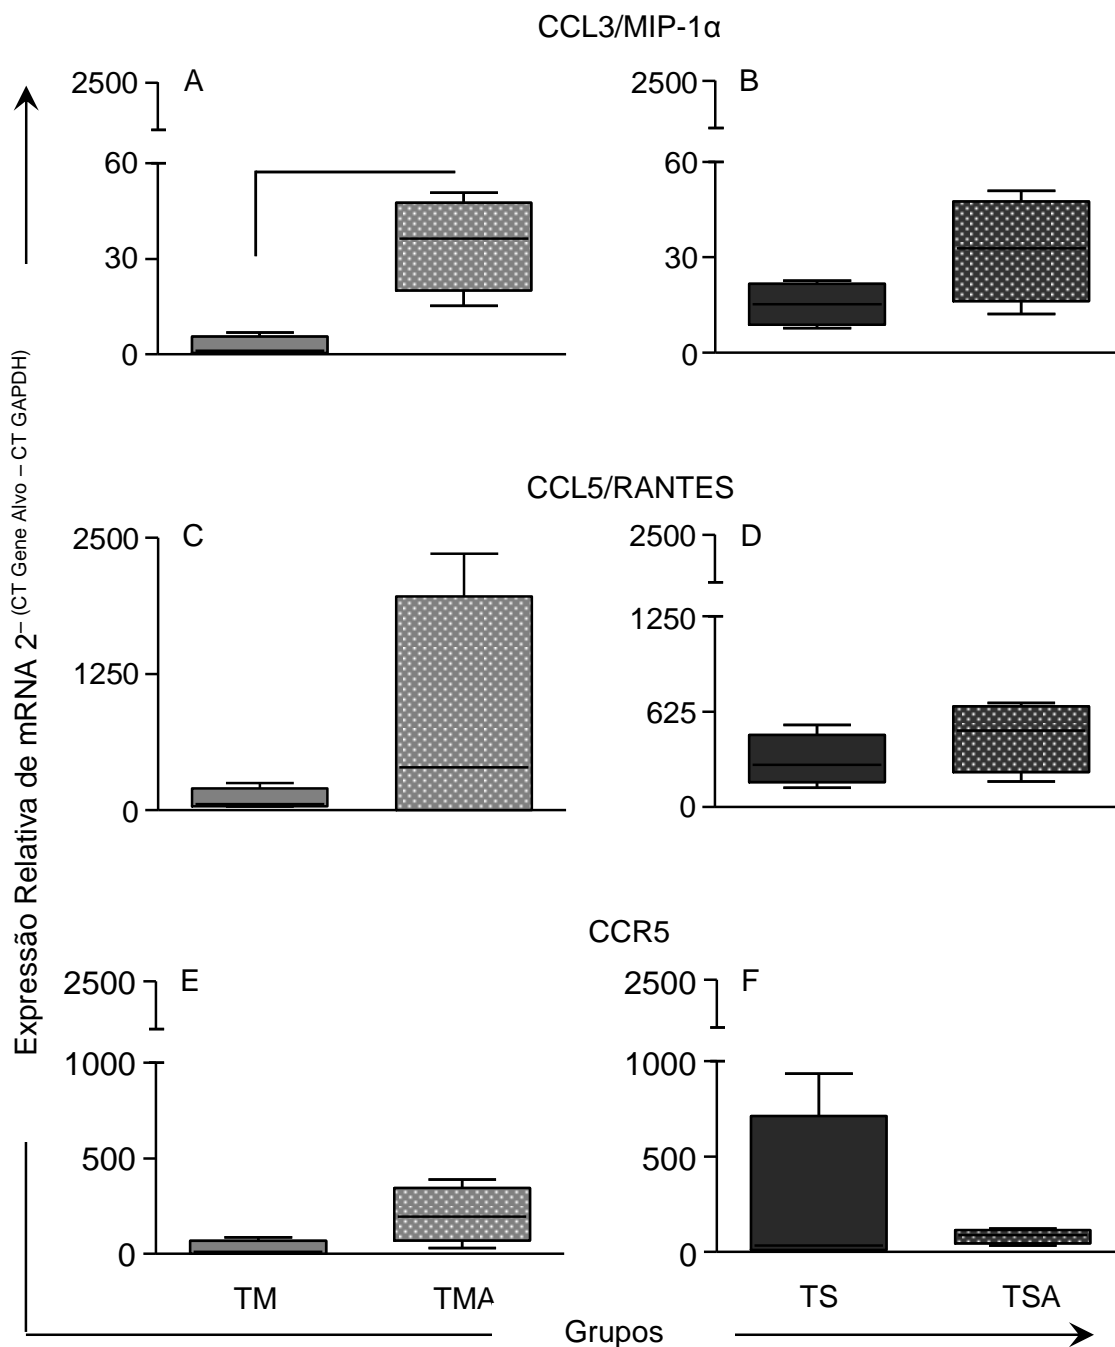 CCL3/MIP-1α
A
2500
60
30
0
B
2500
60
30
0
Expressão Relativa de mRNA 2– (CT Gene Alvo – CT GAPDH)
CCL5/RANTES
C
2500
1250
0
D
2500
1250
625
0
CCR5
E
2500
1000
500
0
F
2500
1000
500
0
TM TMA TS TSA
Grupos